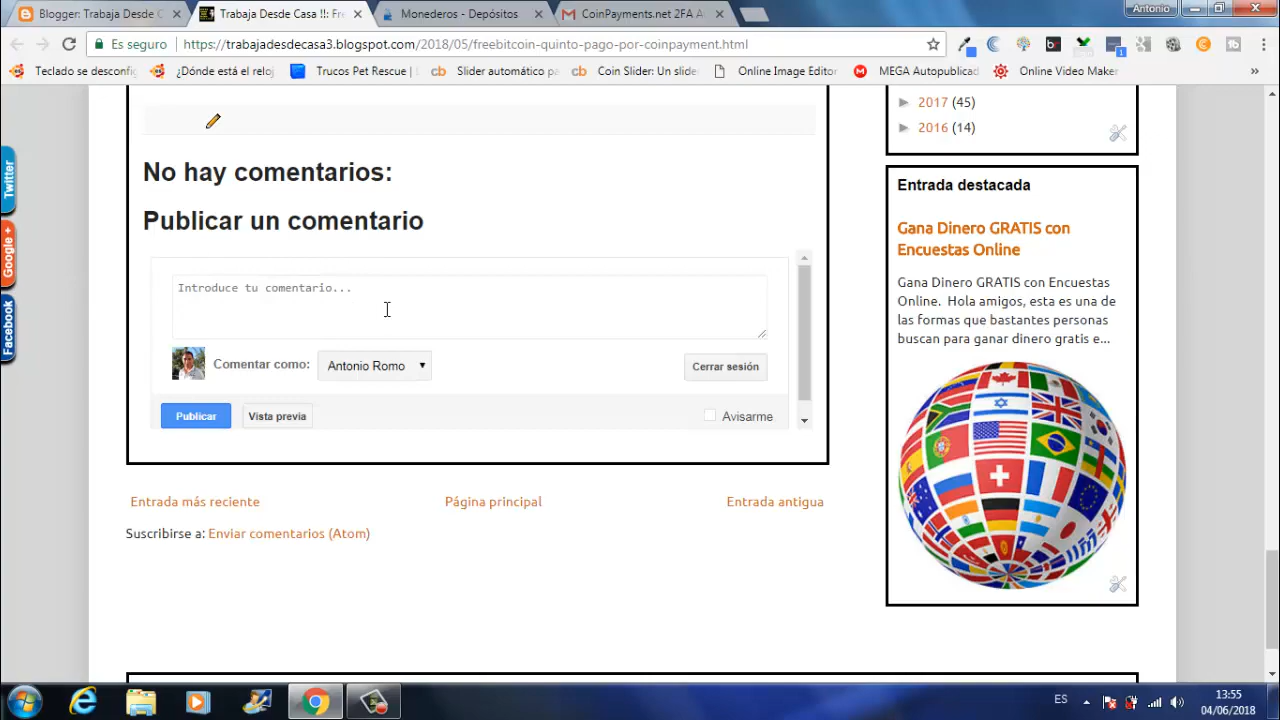 Blogger: Trabaja Desde C
Trabaja Desde Casa !!!: Fre
Monederos - Depósitos
CoinPayments.net 2FA A
Antonio
Es seguro
https://trabajadesdecasa3.blogspot.com/2018/05/freebitcoin-quinto-pago-por-coinpayment.html
Teclado se desconfig
¿Dónde está el reloj
Trucos Pet Rescue
Slider automático pa
Coin Slider: Un slide
Online Image Editor
MEGA Autopublicad
Online Video Maker
»
Twitter
Google +
Facebook
No hay comentarios:
Publicar un comentario
Introduce tu comentario...
Comentar como:
Antonio Romo
Cerrar sesión
Publicar
Vista previa
Avisarme
Entrada más reciente
Página principal
Entrada antigua
Suscribirse a: Enviar comentarios (Atom)
► 2017 (45)
► 2016 (14)
Entrada destacada
Gana Dinero GRATIS con
Encuestas Online
Gana Dinero GRATIS con Encuestas
Online. Hola amigos, esta es una de
las formas que bastantes personas
buscan para ganar dinero gratis e...
ES
13:55
04/06/2018